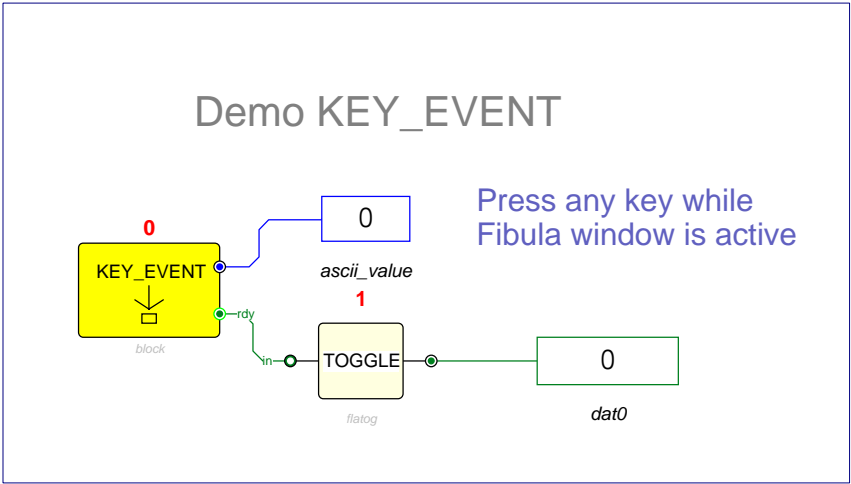 Demo KEY_EVENT
Press any key while
Fibula window is active
0
0
KEY_EVENT
ascii_value
rdy
block
1
in
TOGGLE
0
flatog
dat0